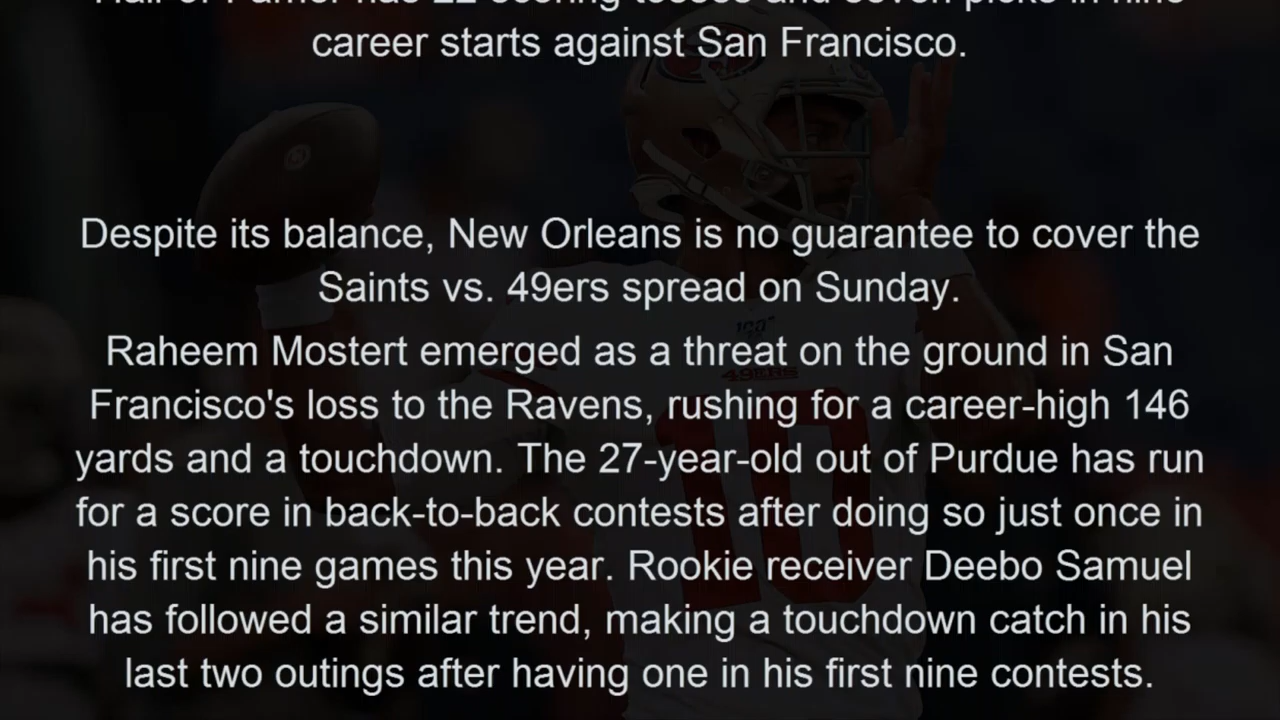 career starts against San Francisco.
Despite its balance, New Orleans is no guarantee to cover the
Saints vs. 49ers spread on Sunday.
Raheem Mostert emerged as a threat on the ground in San
Francisco's loss to the Ravens, rushing for a career-high 146
yards and a touchdown. The 27-year-old out of Purdue has run
for a score in back-to-back contests after doing so just once in
his first nine games this year. Rookie receiver Deebo Samuel
has followed a similar trend, making a touchdown catch in his
last two outings after having one in his first nine contests.
49ERS
10